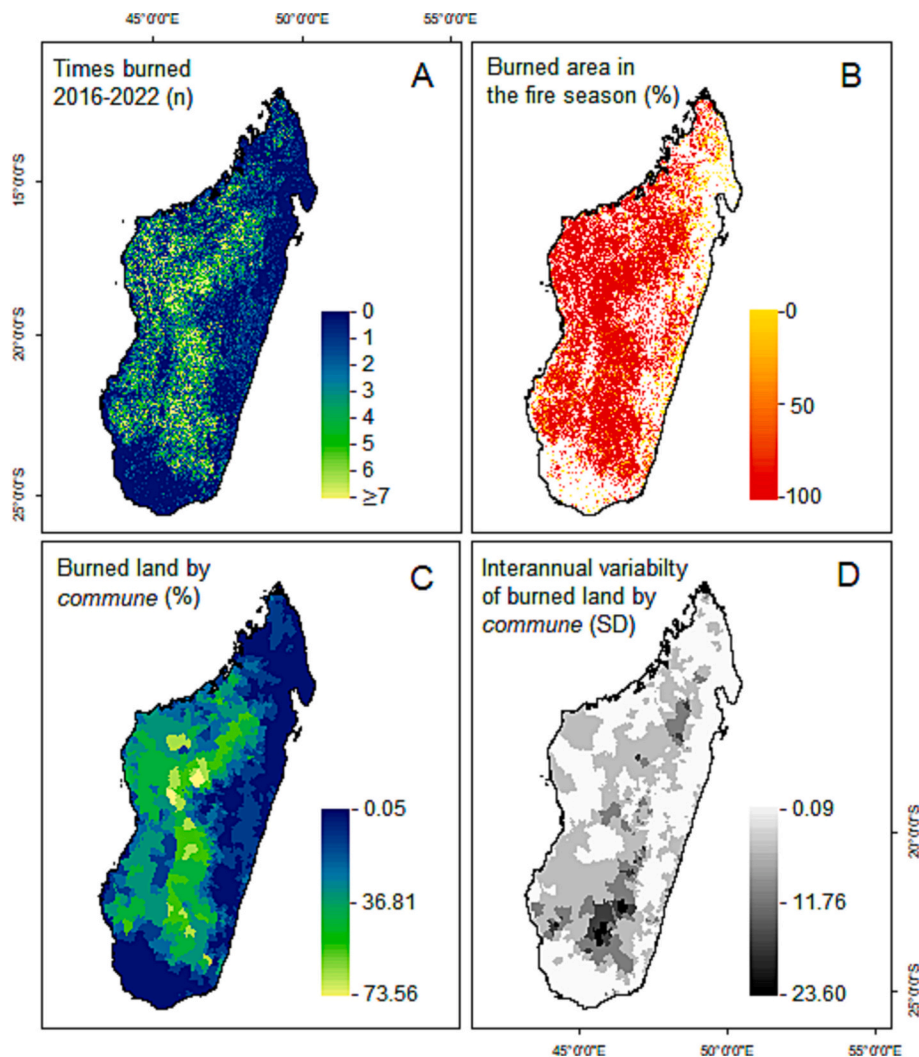 45°0'0"E
50°0'0"E
55°0'0"E
Times burned
2016-2022 (n)
A
0
1
2
3
4
5
6
≥7
15°0'0"S
20°0'0"S
25°0'0"S
Burned area in
the fire season (%)
B
0
50
100
Burned land by
commune (%)
C
0.05
36.81
73.56
Interannual variabilty
of burned land by
commune (SD)
D
0.09
11.76
23.60
20°0'0"S
25°0'0"S
45°0'0"E
50°0'0"E
55°0'0"E